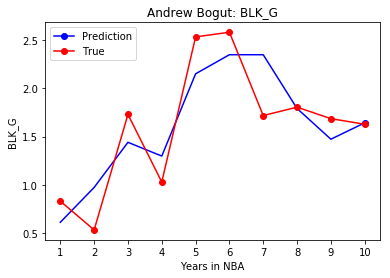 Andrew Bogut: BLK_G
Prediction
True
2.5
2.0
1.5
1.0
0.5
BLK_G
1 2 3 4 5 6 7 8 9 10
Years in NBA